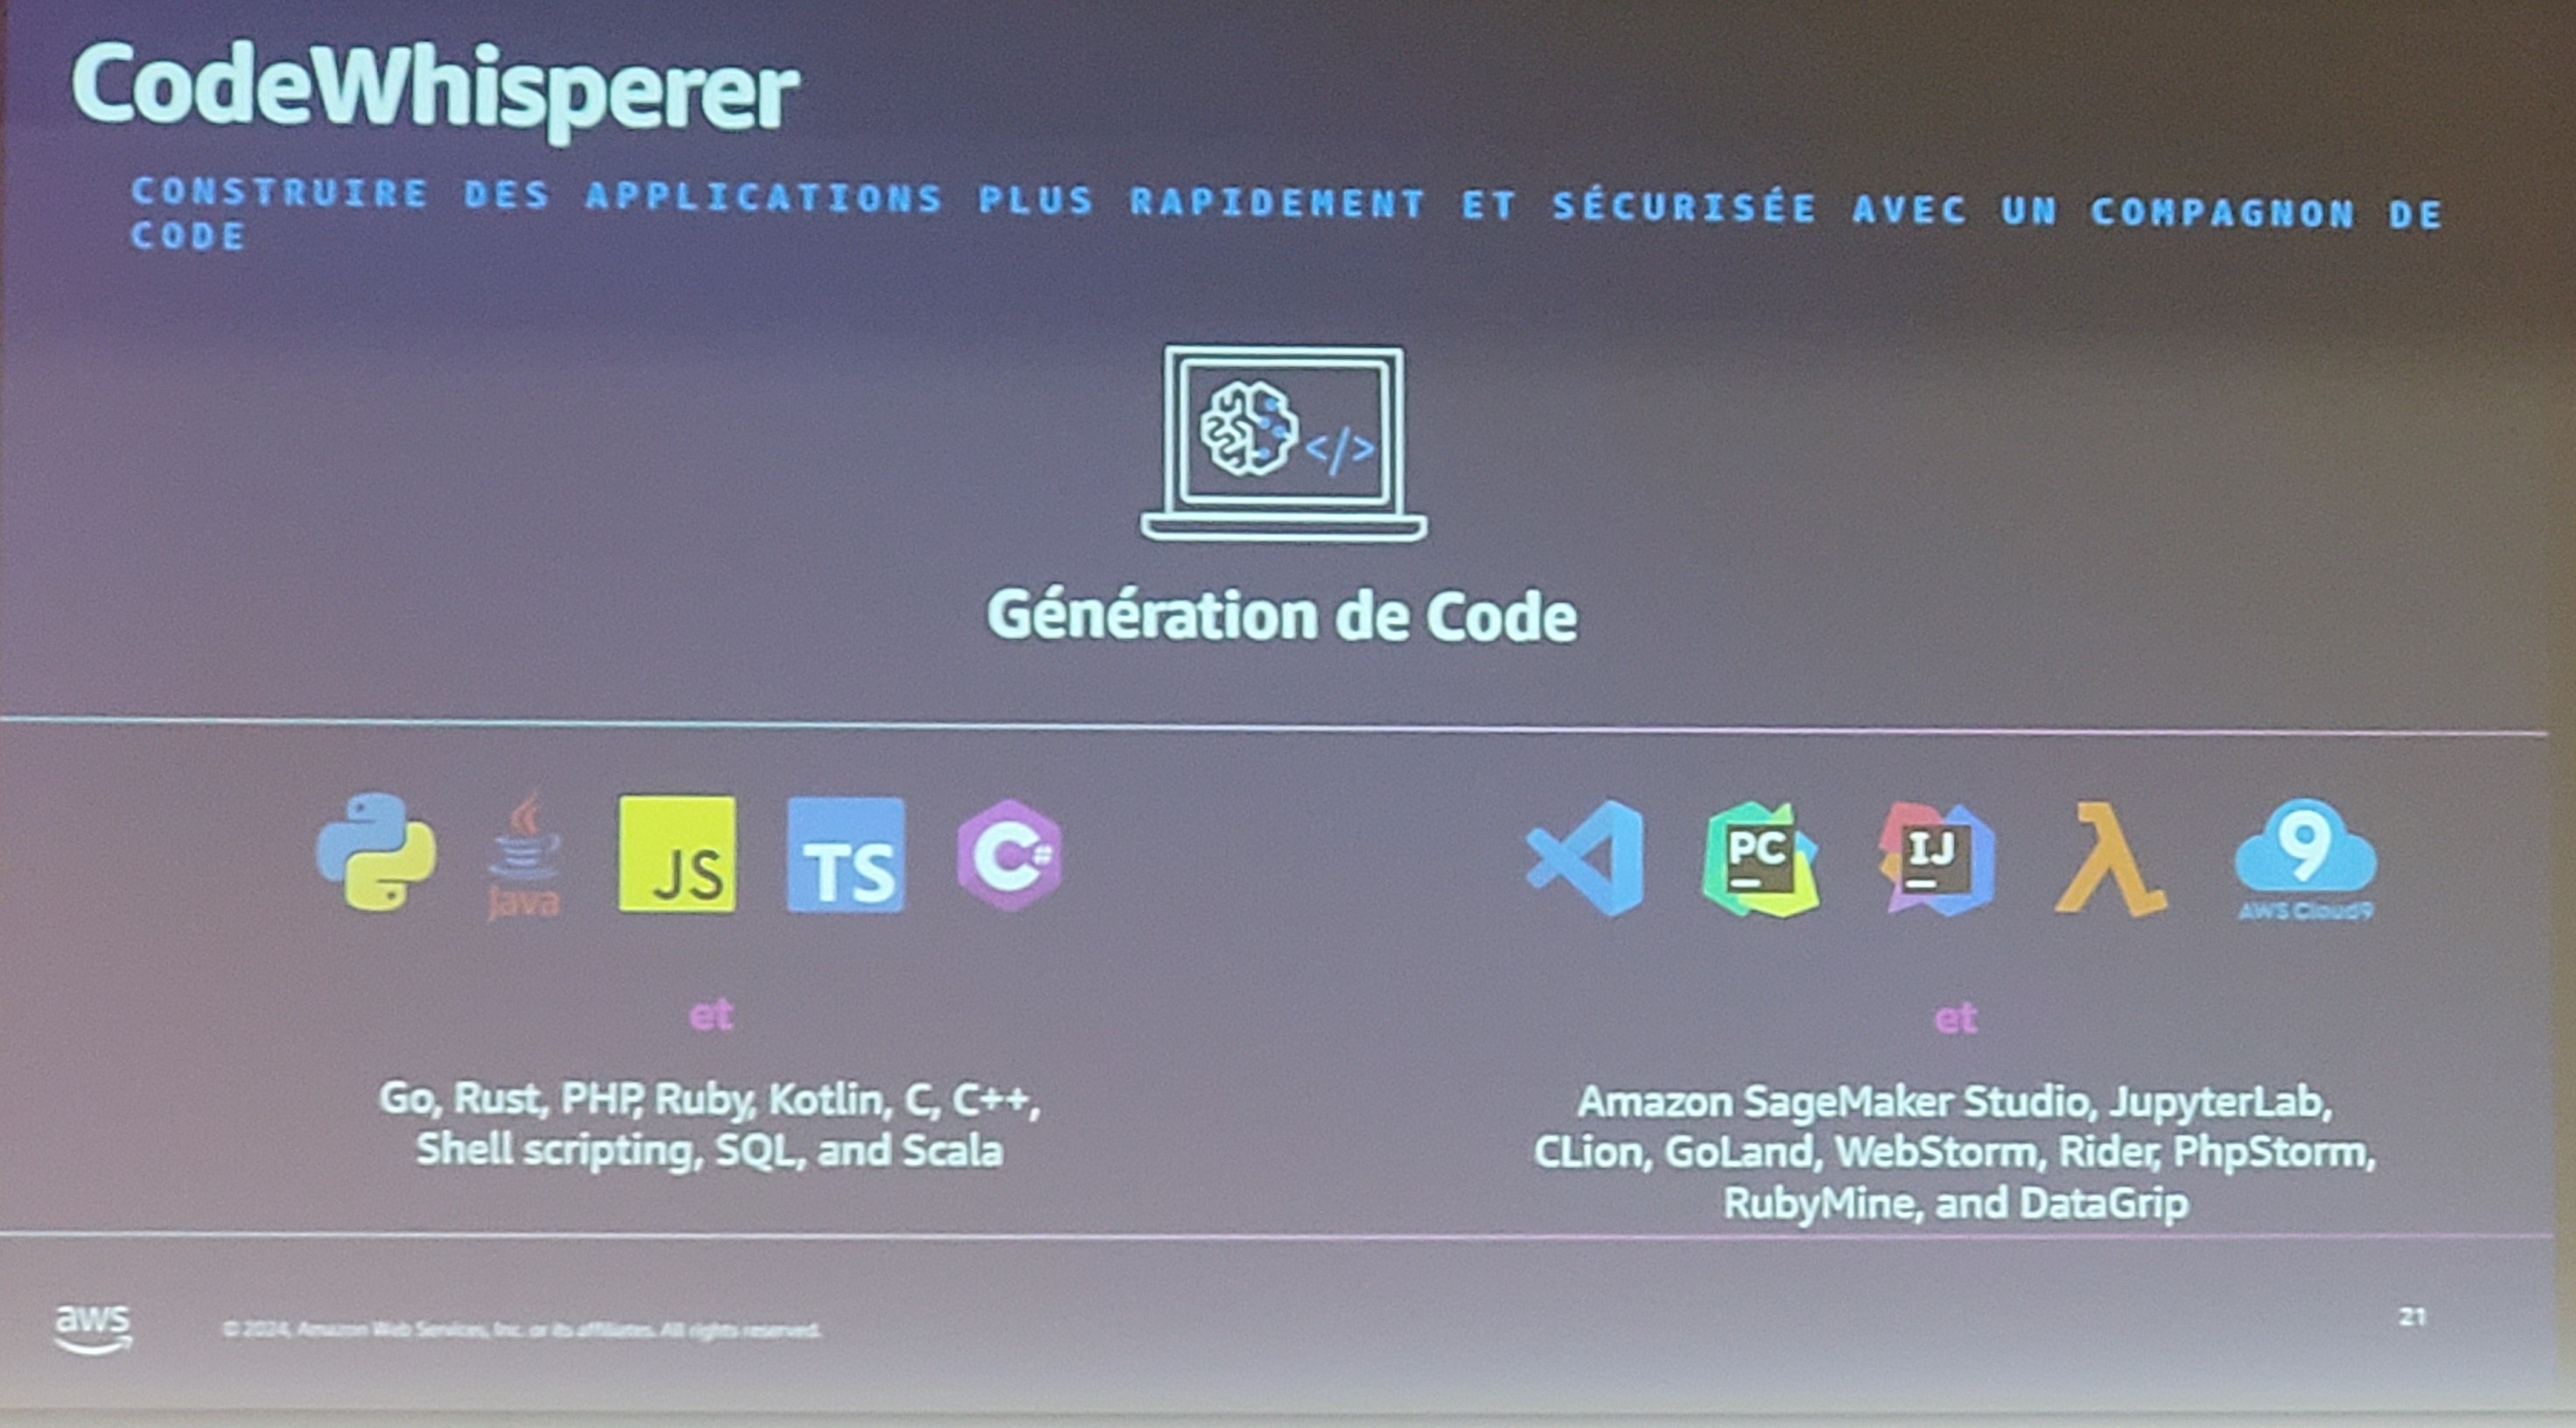 CodeWhisperer
CONSTRUIRE DES APPLICATIONS PLUS RAPIDEMENT ET SÉCURISÉE AVEC UN COMPAGNON DE
CODE
</>
Génération de Code
Java
JS
TS
C#
PC
IJ
λ
9
AWS Cloud9
et
et
Go, Rust, PHP, Ruby, Kotlin, C, C++,
Shell scripting, SQL, and Scala
Amazon SageMaker Studio, JupyterLab,
CLion, GoLand, WebStorm, Rider, PhpStorm,
RubyMine, and DataGrip
aws
© 2024, Amazon Web Services, Inc. or its affiliates. All rights reserved.
21